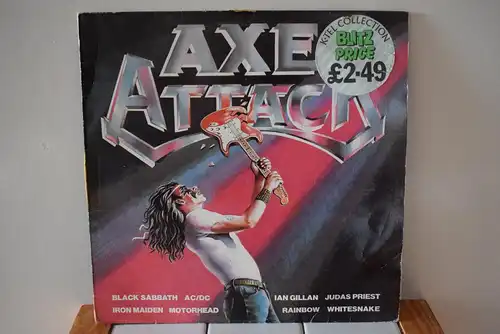 AXE
ATTACK
K-TEL COLLECTION
BLITZ
PRICE
£2·49
BLACK SABBATH AC/DC IAN GILLAN JUDAS PRIEST
IRON MAIDEN MOTORHEAD RAINBOW WHITESNAKE